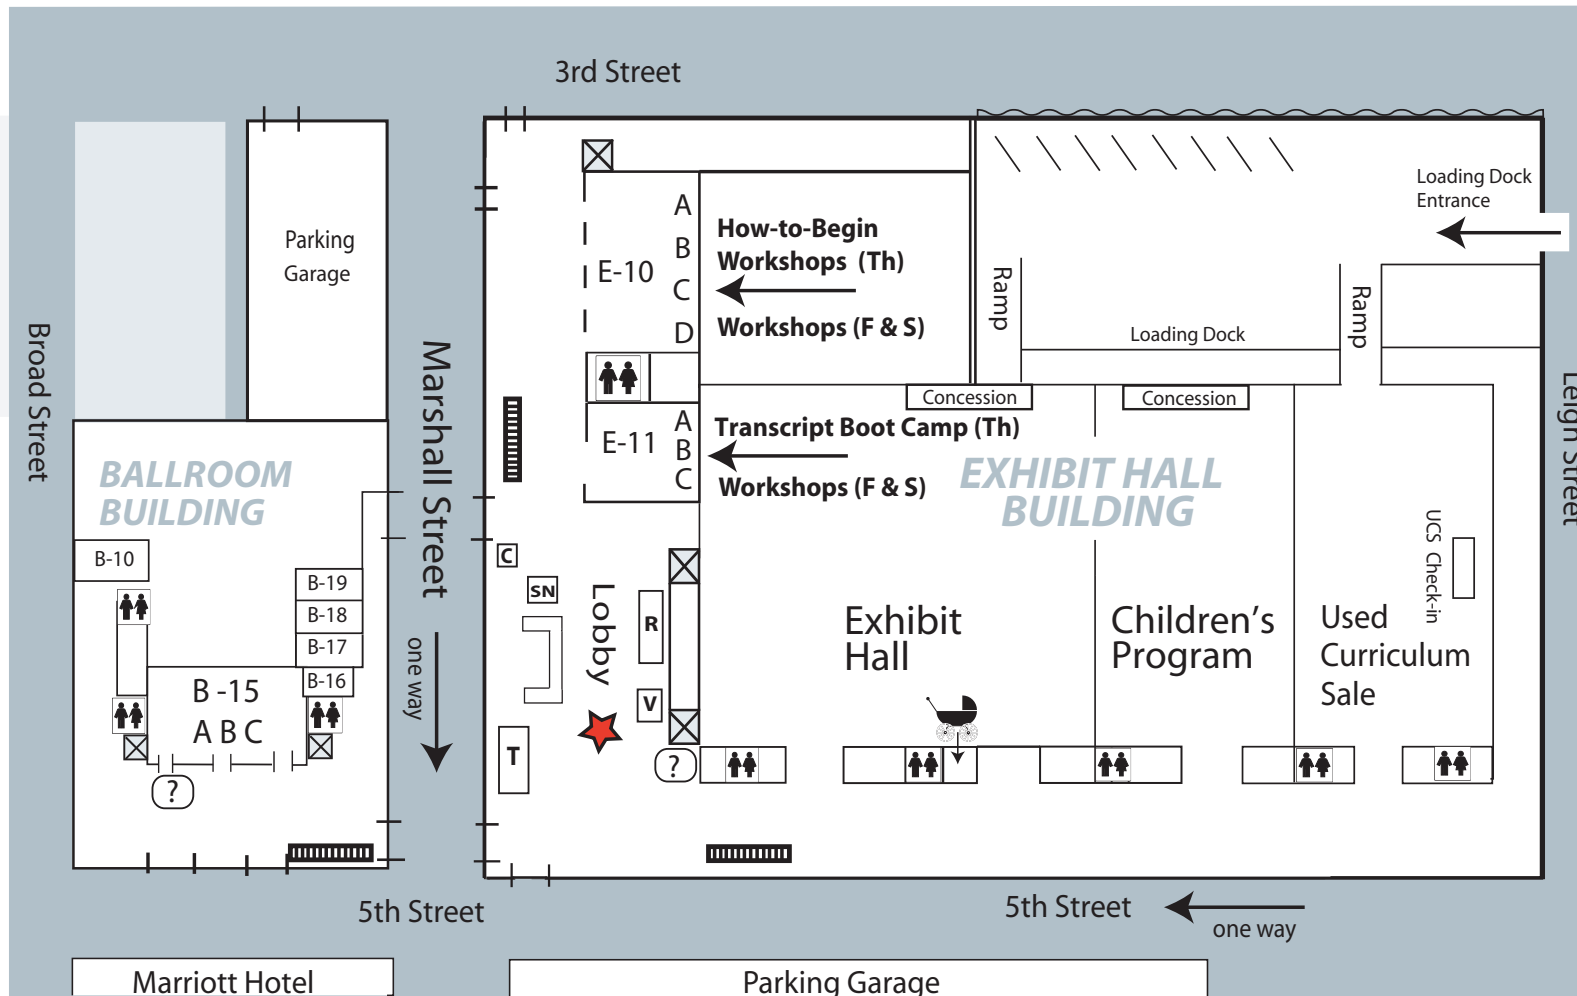 3rd Street
Parking
Garage
Broad Street
BALLROOM
BUILDING
B-10
B-19
B-18
B-17
B-16
B -15
A B C
?
Marshall Street
one way
E-10
A
B
C
D
How-to-Begin
Workshops (Th)
Workshops (F & S)
E-11
A
B
C
Transcript Boot Camp (Th)
Workshops (F & S)
Ramp
Loading Dock
Ramp
Loading Dock
Entrance
Concession
Concession
Leigh Street
EXHIBIT HALL
BUILDING
C
SN
Lobby
R
V
T
?
Exhibit
Hall
Children's
Program
Used
Curriculum
Sale
UCS Check-in
5th Street
5th Street
one way
Marriott Hotel
Parking Garage